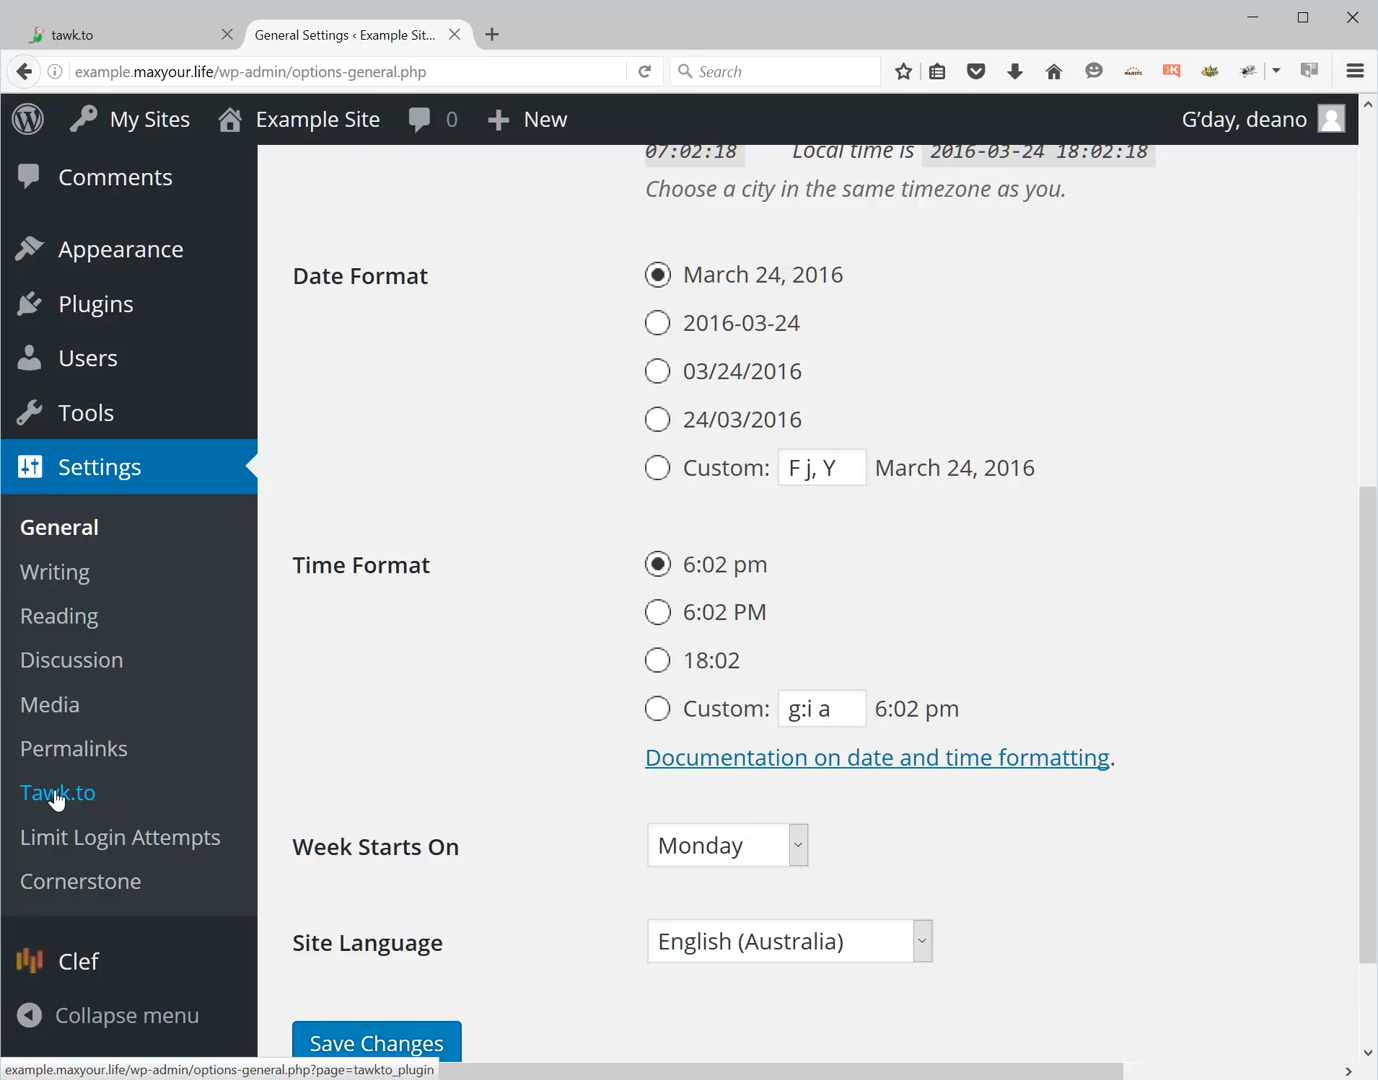 tawk.to
General Settings ‹ Example Sit...
example.maxyour.life/wp-admin/options-general.php
Search
My Sites
Example Site
0
New
G'day, deano
Comments
Appearance
Plugins
Users
Tools
Settings
General
Writing
Reading
Discussion
Media
Permalinks
Tawk.to
Limit Login Attempts
Cornerstone
Clef
Collapse menu
07:02:18 Local time is 2016-03-24 18:02:18
Choose a city in the same timezone as you.
Date Format
March 24, 2016
2016-03-24
03/24/2016
24/03/2016
Custom: F j, Y March 24, 2016
Time Format
6:02 pm
6:02 PM
18:02
Custom: g:i a 6:02 pm
Documentation on date and time formatting.
Week Starts On
Monday
Site Language
English (Australia)
Save Changes
example.maxyour.life/wp-admin/options-general.php?page=tawkto_plugin